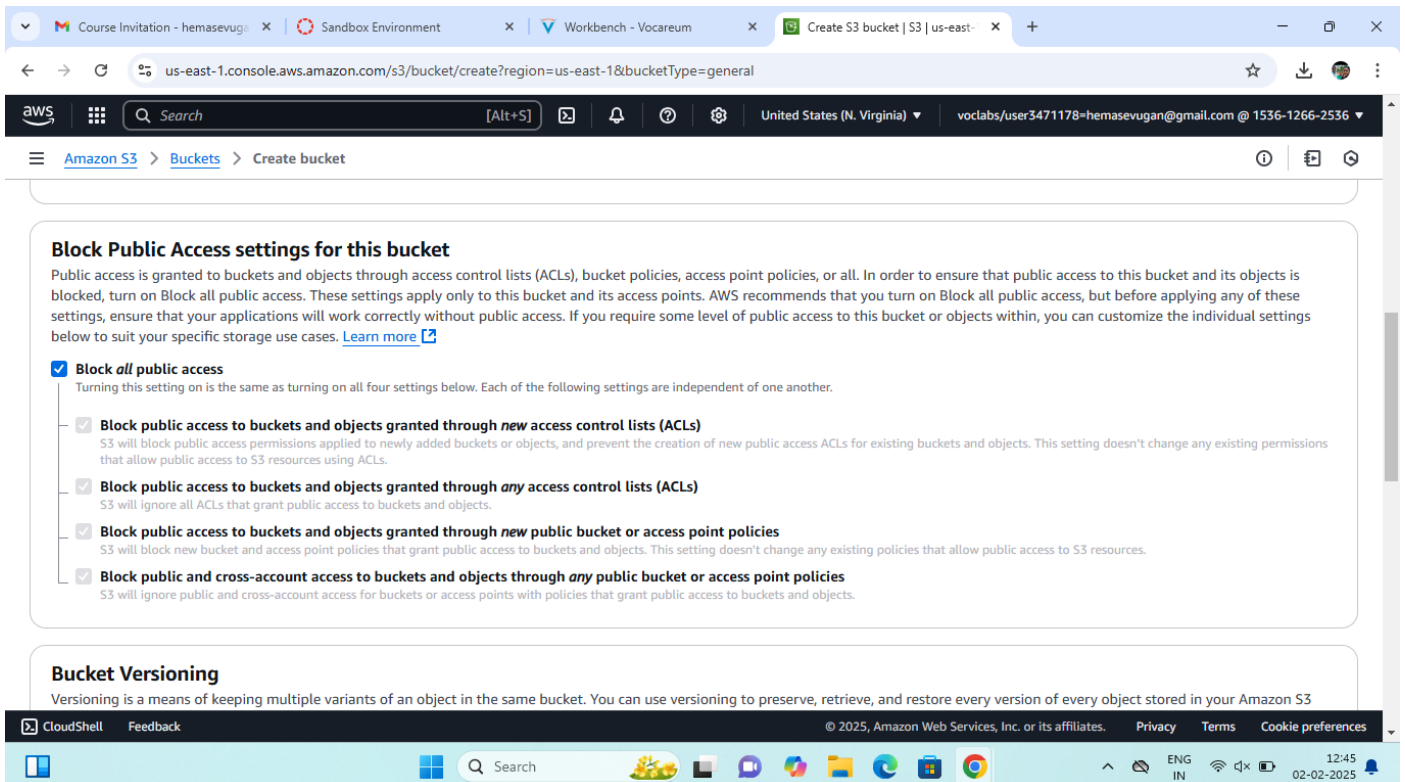 Course Invitation - hemasevuga
Sandbox Environment
Workbench - Vocareum
Create S3 bucket | S3 | us-east-
us-east-1.console.aws.amazon.com/s3/bucket/create?region=us-east-1&bucketType=general
aws
Search
[Alt+S]
United States (N. Virginia) ▼
voclabs/user3471178=hemasevugan@gmail.com @ 1536-1266-2536 ▼
Amazon S3 > Buckets > Create bucket
Block Public Access settings for this bucket
Public access is granted to buckets and objects through access control lists (ACLs), bucket policies, access point policies, or all. In order to ensure that public access to this bucket and its objects is
blocked, turn on Block all public access. These settings apply only to this bucket and its access points. AWS recommends that you turn on Block all public access, but before applying any of these
settings, ensure that your applications will work correctly without public access. If you require some level of public access to this bucket or objects within, you can customize the individual settings
below to suit your specific storage use cases. Learn more
Block all public access
Turning this setting on is the same as turning on all four settings below. Each of the following settings are independent of one another.
Block public access to buckets and objects granted through new access control lists (ACLs)
S3 will block public access permissions applied to newly added buckets or objects, and prevent the creation of new public access ACLs for existing buckets and objects. This setting doesn't change any existing permissions
that allow public access to S3 resources using ACLs.
Block public access to buckets and objects granted through any access control lists (ACLs)
S3 will ignore all ACLs that grant public access to buckets and objects.
Block public access to buckets and objects granted through new public bucket or access point policies
S3 will block new bucket and access point policies that grant public access to buckets and objects. This setting doesn't change any existing policies that allow public access to S3 resources.
Block public and cross-account access to buckets and objects through any public bucket or access point policies
S3 will ignore public and cross-account access for buckets or access points with policies that grant public access to buckets and objects.
Bucket Versioning
Versioning is a means of keeping multiple variants of an object in the same bucket. You can use versioning to preserve, retrieve, and restore every version of every object stored in your Amazon S3
CloudShell Feedback © 2025, Amazon Web Services, Inc. or its affiliates. Privacy Terms Cookie preferences
Search
ENG
IN
12:45
02-02-2025